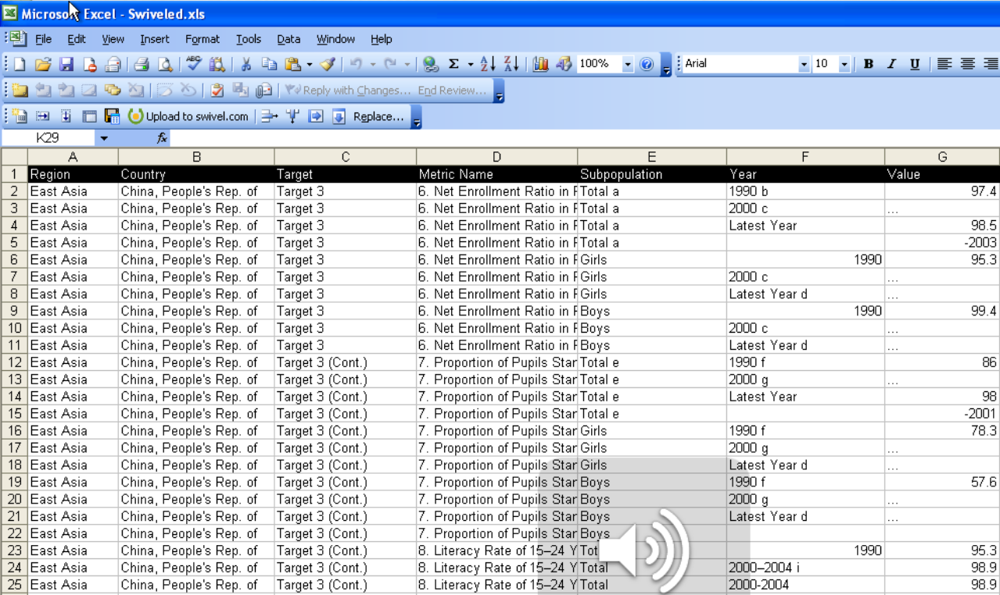 Microsoft Excel - Swiveled.xls
File Edit View Insert Format Tools Data Window Help
100% Arial 10 B I U
Reply with Changes... End Review...
Upload to swivel.com Replace...
K29 fx
A B C D E F G
1 Region Country Target Metric Name Subpopulation Year Value
2 East Asia China, People's Rep. of Target 3 6. Net Enrollment Ratio in Total a 1990 b 97.4
3 East Asia China, People's Rep. of Target 3 6. Net Enrollment Ratio in Total a 2000 c ...
4 East Asia China, People's Rep. of Target 3 6. Net Enrollment Ratio in Total a Latest Year 98.5
5 East Asia China, People's Rep. of Target 3 6. Net Enrollment Ratio in Total a -2003
6 East Asia China, People's Rep. of Target 3 6. Net Enrollment Ratio in Girls 1990 95.3
7 East Asia China, People's Rep. of Target 3 6. Net Enrollment Ratio in Girls 2000 c ...
8 East Asia China, People's Rep. of Target 3 6. Net Enrollment Ratio in Girls Latest Year d ...
9 East Asia China, People's Rep. of Target 3 6. Net Enrollment Ratio in Boys 1990 99.4
10 East Asia China, People's Rep. of Target 3 6. Net Enrollment Ratio in Boys 2000 c ...
11 East Asia China, People's Rep. of Target 3 6. Net Enrollment Ratio in Boys Latest Year d ...
12 East Asia China, People's Rep. of Target 3 (Cont.) 7. Proportion of Pupils Star Total e 1990 f 86
13 East Asia China, People's Rep. of Target 3 (Cont.) 7. Proportion of Pupils Star Total e 2000 g ...
14 East Asia China, People's Rep. of Target 3 (Cont.) 7. Proportion of Pupils Star Total e Latest Year 98
15 East Asia China, People's Rep. of Target 3 (Cont.) 7. Proportion of Pupils Star Total e -2001
16 East Asia China, People's Rep. of Target 3 (Cont.) 7. Proportion of Pupils Star Girls 1990 f 78.3
17 East Asia China, People's Rep. of Target 3 (Cont.) 7. Proportion of Pupils Star Girls 2000 g ...
18 East Asia China, People's Rep. of Target 3 (Cont.) 7. Proportion of Pupils Star Girls Latest Year d ...
19 East Asia China, People's Rep. of Target 3 (Cont.) 7. Proportion of Pupils Star Boys 1990 f 57.6
20 East Asia China, People's Rep. of Target 3 (Cont.) 7. Proportion of Pupils Star Boys 2000 g ...
21 East Asia China, People's Rep. of Target 3 (Cont.) 7. Proportion of Pupils Star Boys Latest Year d ...
22 East Asia China, People's Rep. of Target 3 (Cont.) 7. Proportion of Pupils Star Boys
23 East Asia China, People's Rep. of Target 3 (Cont.) 8. Literacy Rate of 15–24 Y Tot 1990 95.3
24 East Asia China, People's Rep. of Target 3 (Cont.) 8. Literacy Rate of 15–24 Y Total 2000–2004 i 98.9
25 East Asia China, People's Rep. of Target 3 (Cont.) 8. Literacy Rate of 15–24 Y Total 2000-2004 98.9